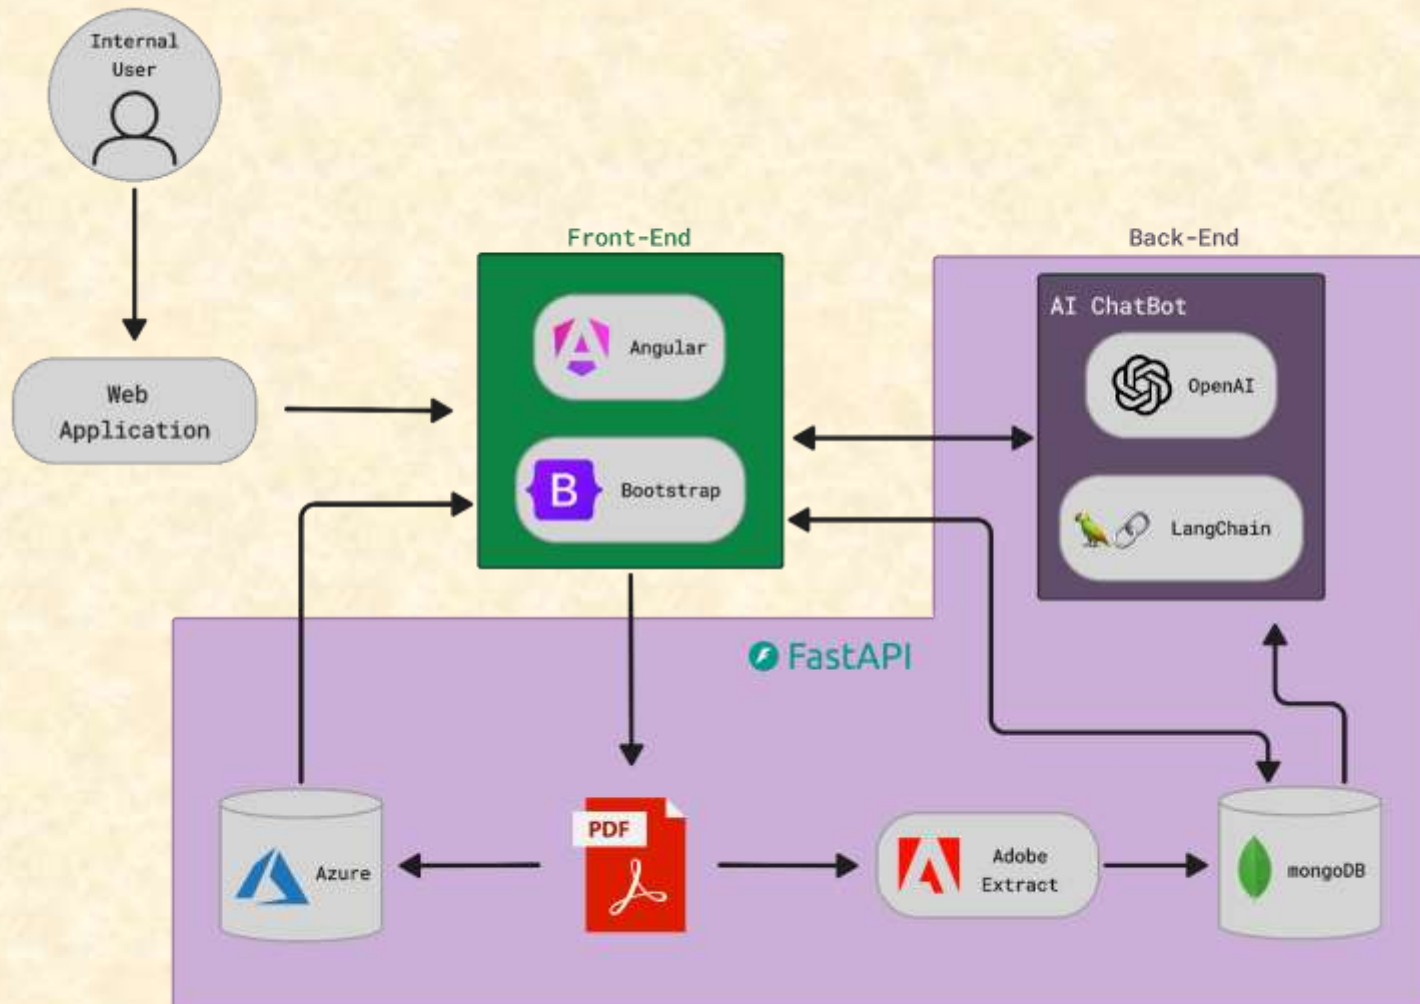 Internal
User
Web
Application
Front-End
Angular
B
Bootstrap
Back-End
AI ChatBot
OpenAI
LangChain
FastAPI
Azure
PDF
Adobe
Extract
mongoDB